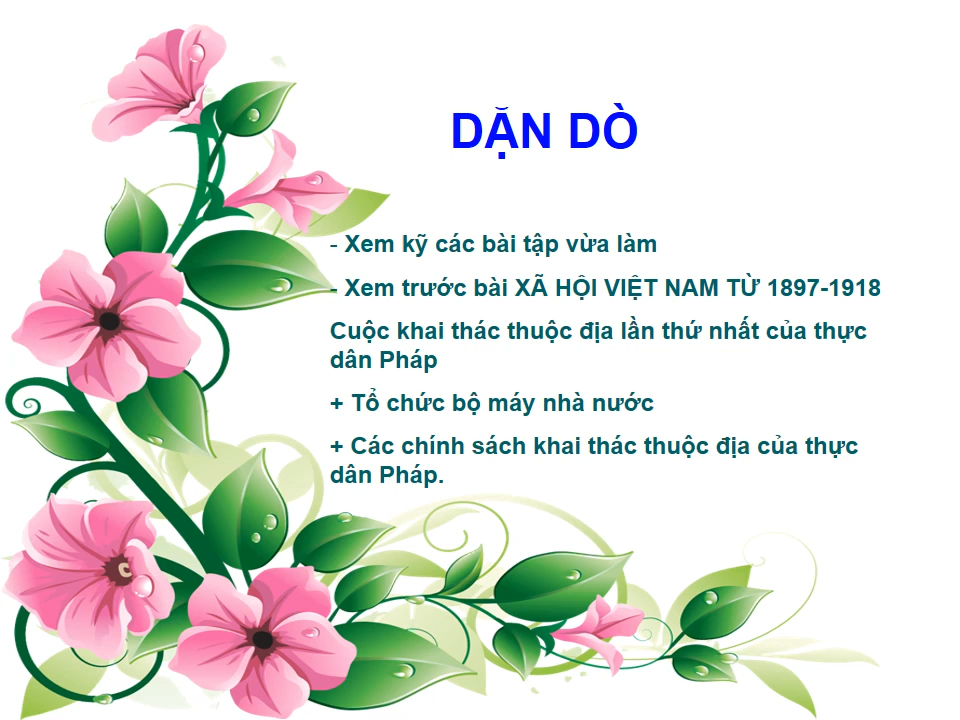 DẶN DÒ
- Xem kỹ các bài tập vừa làm
- Xem trước bài XÃ HỘI VIỆT NAM TỪ 1897-1918
Cuộc khai thác thuộc địa lần thứ nhất của thực
dân Pháp
+ Tổ chức bộ máy nhà nước
+ Các chính sách khai thác thuộc địa của thực
dân Pháp.